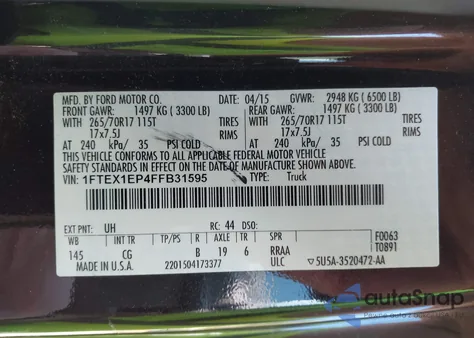 MFD. BY FORD MOTOR CO. DATE: 04/15 GVWR: 2948 KG ( 6500 LB)
FRONT GAWR: 1497 KG ( 3300 LB) REAR GAWR: 1497 KG ( 3300 LB)
WITH 265/70R17 115T TIRES WITH 265/70R17 115T TIRES
17x7.5J RIMS 17x7.5J RIMS
AT 240 kPa/ 35 PSI COLD AT 240 kPa/ 35 PSI COLD
THIS VEHICLE CONFORMS TO ALL APPLICABLE FEDERAL MOTOR VEHICLE
SAFETY STANDARDS IN EFFECT ON THE DATE OF MANUFACTURE SHOWN ABOVE.
VIN: 1FTEX1EP4FFB31595 TYPE: Truck
EXT PNT: UH RC: 44 DSO: F0063
WB INT TR TP/PS R AXLE TR SPR T0891
145 CG B 19 6 RRAA
MADE IN U.S.A. 2201504173377 ULC 5U5A-3520472-AA
autoSnap